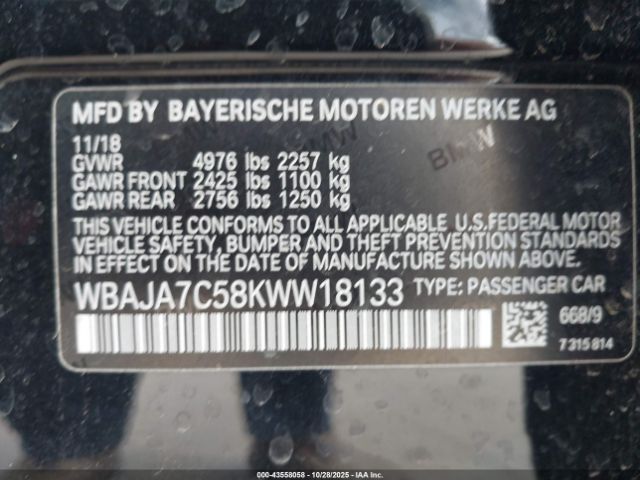 MFD BY BAYERISCHE MOTOREN WERKE AG
11/18
GVWR 4976 lbs 2257 kg
GAWR FRONT 2425 lbs 1100 kg
GAWR REAR 2756 lbs 1250 kg
THIS VEHICLE CONFORMS TO ALL APPLICABLE U.S.FEDERAL MOTOR
VEHICLE SAFETY, BUMPER AND THEFT PREVENTION STANDARDS
IN EFFECT ON THE DATE OF MANUFACTURE SHOWN ABOVE.
WBAJA7C58KWW18133 TYPE: PASSENGER CAR
668/9
7 315 814
BMW
000-43558058 | 10/28/2025 | IAAI.CA